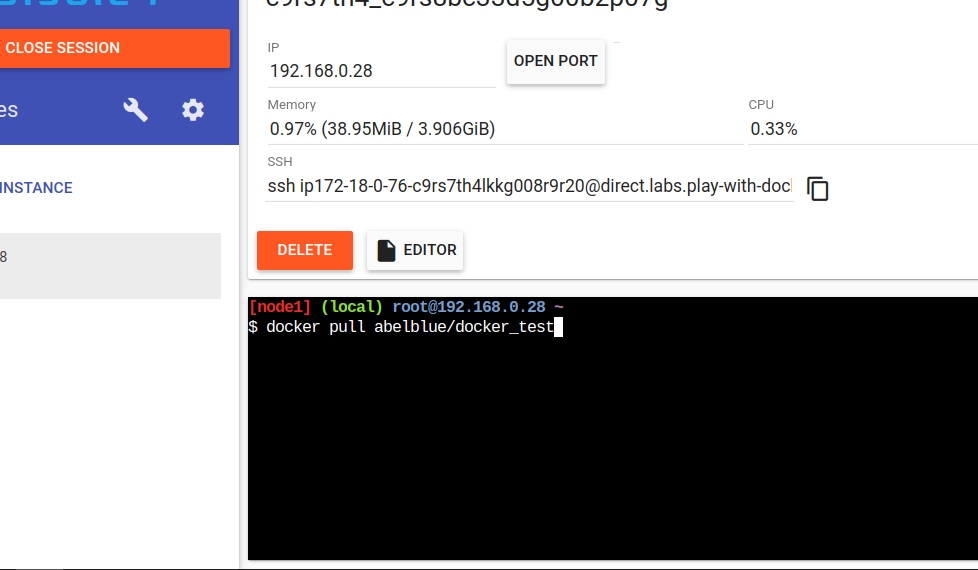 CLOSE SESSION
es
INSTANCE
8
IP
192.168.0.28
OPEN PORT
Memory
0.97% (38.95MiB / 3.906GiB)
CPU
0.33%
SSH
ssh ip172-18-0-76-c9rs7th4lkkg008r9r20@direct.labs.play-with-doc
DELETE
EDITOR
[node1] (local) root@192.168.0.28 ~
$ docker pull abelblue/docker_test